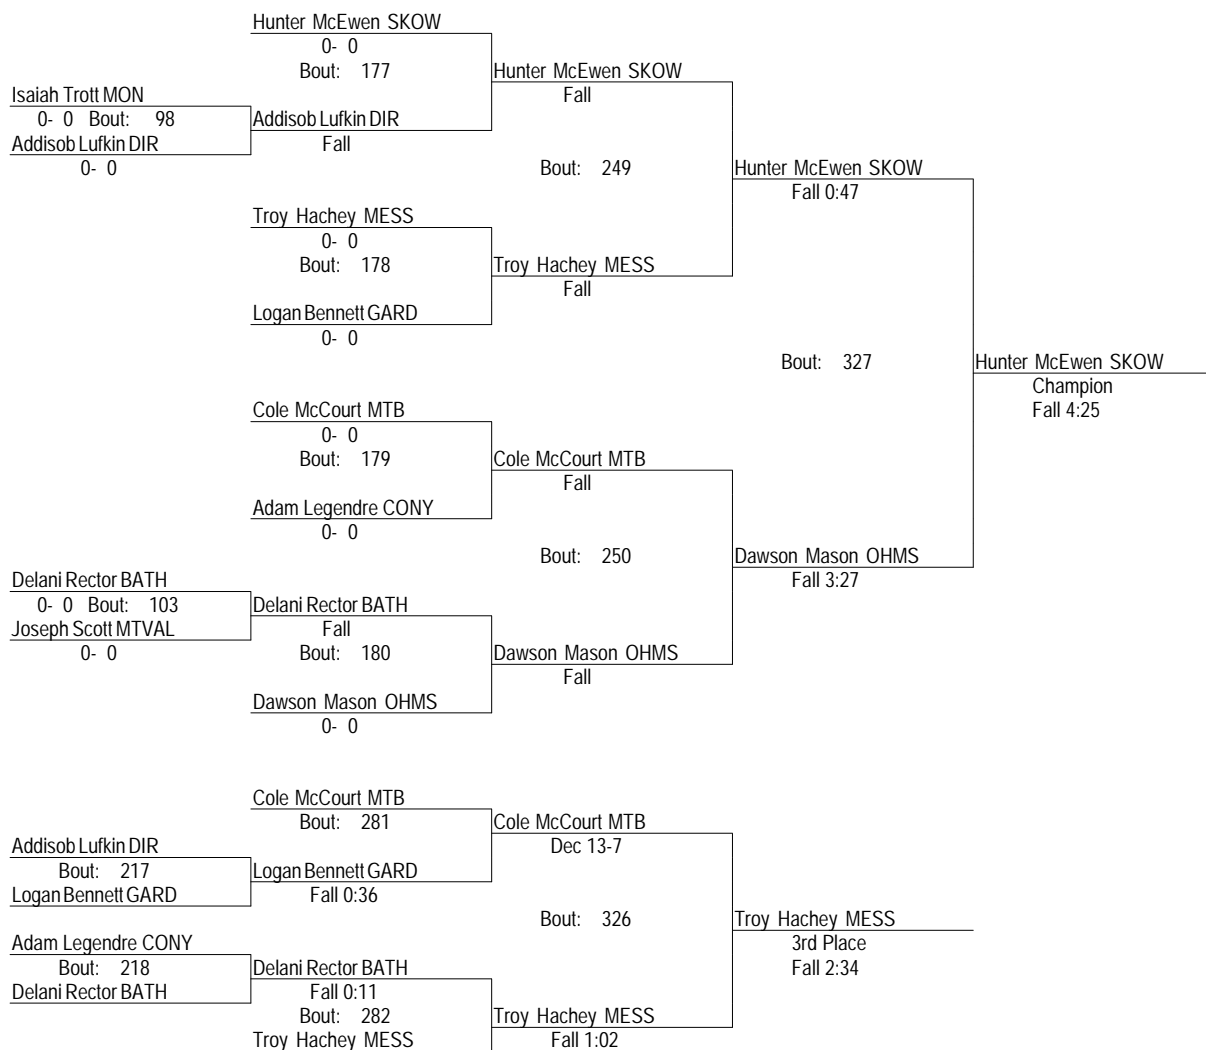 Hunter McEwen SKOW
0- 0
Bout: 177
Hunter McEwen SKOW
Fall
Isaiah Trott MON
0- 0 Bout: 98
Addisob Lufkin DIR
0- 0
Addisob Lufkin DIR
Fall
Bout: 249
Hunter McEwen SKOW
Fall 0:47
Troy Hachey MESS
0- 0
Bout: 178
Troy Hachey MESS
Fall
Logan Bennett GARD
0- 0
Bout: 327
Hunter McEwen SKOW
Champion
Fall 4:25
Cole McCourt MTB
0- 0
Bout: 179
Cole McCourt MTB
Fall
Adam Legendre CONY
0- 0
Bout: 250
Dawson Mason OHMS
Fall 3:27
Delani Rector BATH
0- 0 Bout: 103
Joseph Scott MTVAL
0- 0
Delani Rector BATH
Fall
Bout: 180
Dawson Mason OHMS
Fall
Dawson Mason OHMS
0- 0
Cole McCourt MTB
Bout: 281
Cole McCourt MTB
Dec 13-7
Addisob Lufkin DIR
Bout: 217
Logan Bennett GARD
Logan Bennett GARD
Fall 0:36
Bout: 326
Troy Hachey MESS
3rd Place
Fall 2:34
Adam Legendre CONY
Bout: 218
Delani Rector BATH
Delani Rector BATH
Fall 0:11
Bout: 282
Troy Hachey MESS
Troy Hachey MESS
Fall 1:02